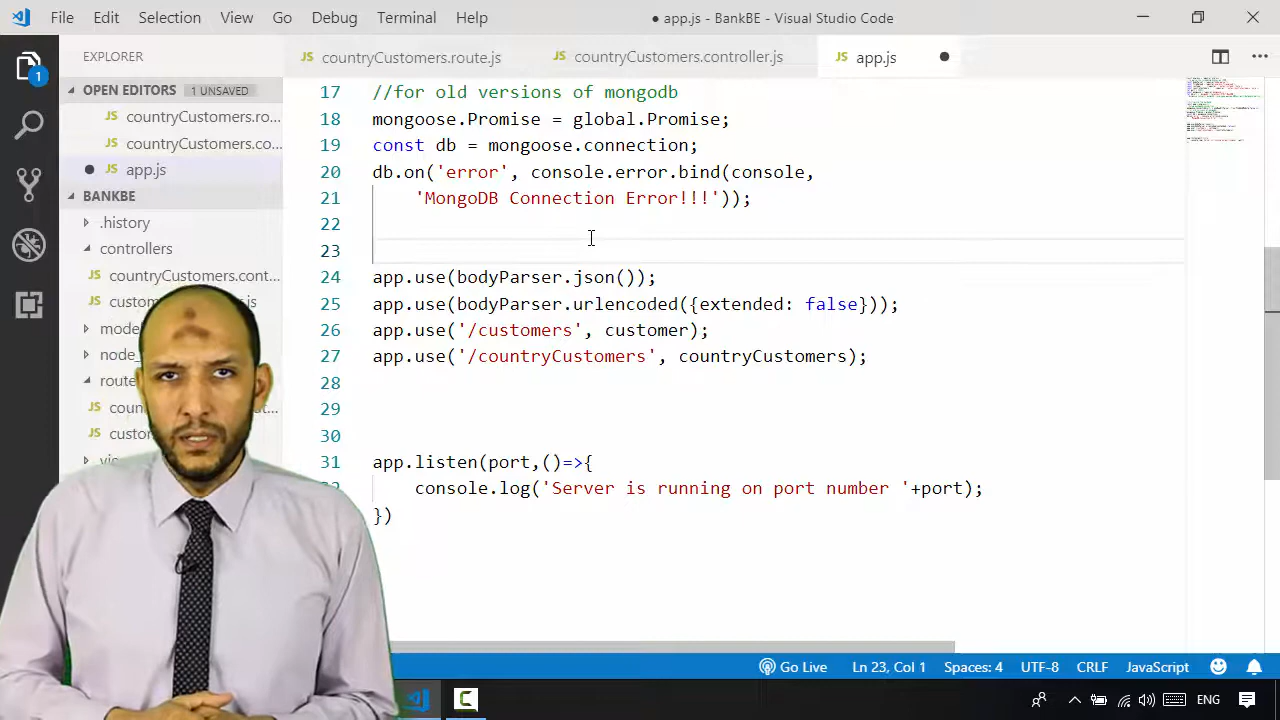 File Edit Selection View Go Debug Terminal Help
● app.js - BankBE - Visual Studio Code
EXPLORER
OPEN EDITORS 1 UNSAVED
countryCustomers.ro...
countryCustomers.co...
app.js
BANKBE
.history
controllers
countryCustomers.cont...
JS
countryCustomers.route.js
countryCustomers.controller.js
app.js
17 //for old versions of mongodb
18 mongoose.Promise = global.Promise;
19 const db = mongoose.connection;
20 db.on('error', console.error.bind(console,
21 'MongoDB Connection Error!!!'));
22
23
24 app.use(bodyParser.json());
25 app.use(bodyParser.urlencoded({extended: false}));
26 app.use('/customers', customer);
27 app.use('/countryCustomers', countryCustomers);
28
29
30
31 app.listen(port,()=>{
console.log('Server is running on port number '+port);
})
Go Live Ln 23, Col 1 Spaces: 4 UTF-8 CRLF JavaScript
ENG